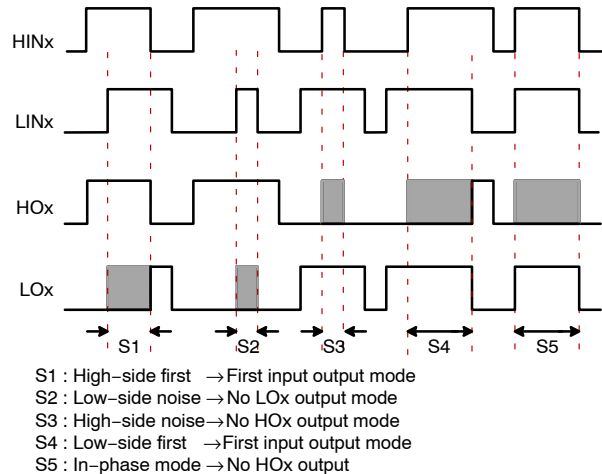 HINx
LINx
HOx
LOx
S1 S2 S3 S4 S5
S1 : High−side first →First input output mode
S2 : Low−side noise→No LOx output mode
S3 : High−side noise→No HOx output mode
S4 : Low−side first →First input output mode
S5 : In−phase mode→No HOx output